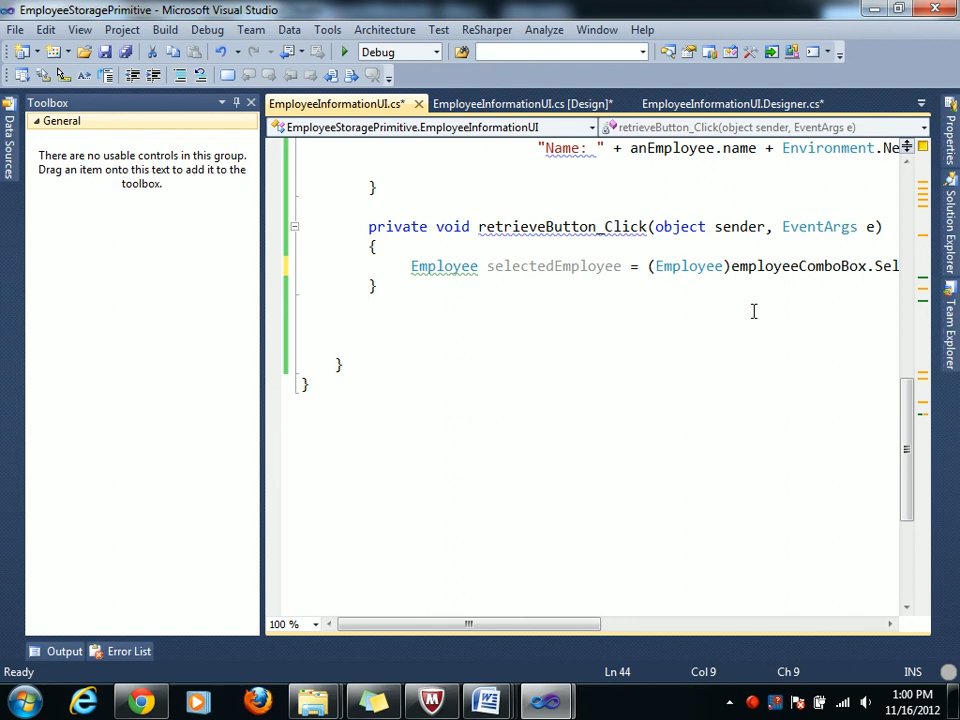 EmployeeStoragePrimitive - Microsoft Visual Studio
File Edit View Project Build Debug Team Data Tools Architecture Test ReSharper Analyze Window Help
Debug
Toolbox
EmployeeInformationUI.cs* EmployeeInformationUI.cs [Design]* EmployeeInformationUI.Designer.cs*
General
EmployeeStoragePrimitive.EmployeeInformationUI
retrieveButton_Click(object sender, EventArgs e)
There are no usable controls in this group.
Drag an item onto this text to add it to the
toolbox.
"Name: " + anEmployee.name + Environment.Ne
}
private void retrieveButton_Click(object sender, EventArgs e)
{
Employee selectedEmployee = (Employee)employeeComboBox.Sel
}
}
}
Data Sources
Properties
Solution Explorer
Team Explorer
100 %
Output Error List
Ready Ln 44 Col 9 Ch 9 INS
1:00 PM
11/16/2012